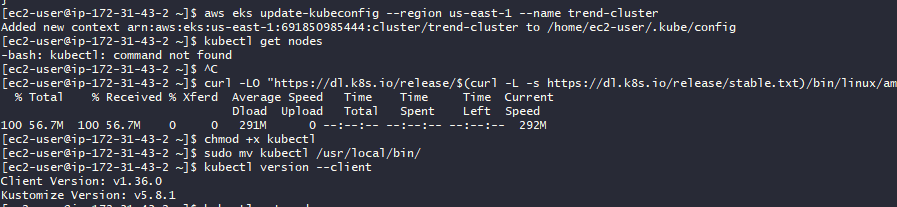 [ec2-user@ip-172-31-43-2 ~]$ aws eks update-kubeconfig --region us-east-1 --name trend-cluster
Added new context arn:aws:eks:us-east-1:691850985444:cluster/trend-cluster to /home/ec2-user/.kube/config
[ec2-user@ip-172-31-43-2 ~]$ kubectl get nodes
-bash: kubectl: command not found
[ec2-user@ip-172-31-43-2 ~]$ ^C
[ec2-user@ip-172-31-43-2 ~]$ curl -LO "https://dl.k8s.io/release/$(curl -L -s https://dl.k8s.io/release/stable.txt)/bin/linux/am
% Total % Received % Xferd Average Speed Time Time Time Current
Dload Upload Total Spent Left Speed
100 56.7M 100 56.7M 0 0 291M 0 --:--:-- --:--:-- --:--:-- 292M
[ec2-user@ip-172-31-43-2 ~]$ chmod +x kubectl
[ec2-user@ip-172-31-43-2 ~]$ sudo mv kubectl /usr/local/bin/
[ec2-user@ip-172-31-43-2 ~]$ kubectl version --client
Client Version: v1.36.0
Kustomize Version: v5.8.1